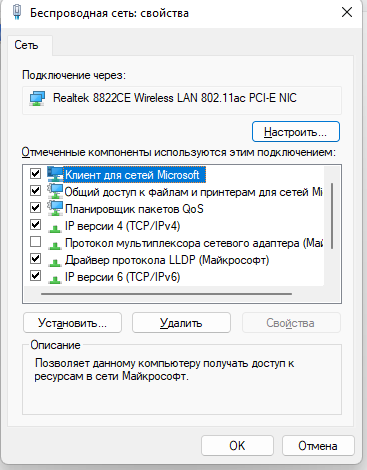 Беспроводная сеть: свойства
Сеть
Подключение через:
Realtek 8822CE Wireless LAN 802.11ac PCI-E NIC
Настроить...
Отмеченные компоненты используются этим подключением:
Клиент для сетей Microsoft
Общий доступ к файлам и принтерам для сетей Mi
Планировщик пакетов QoS
IP версии 4 (TCP/IPv4)
Протокол мультиплексора сетевого адаптера (Май
Драйвер протокола LLDP (Майкрософт)
IP версии 6 (TCP/IPv6)
Установить...
Удалить
Свойства
Описание
Позволяет данному компьютеру получать доступ к
ресурсам в сети Майкрософт.
OK
Отмена